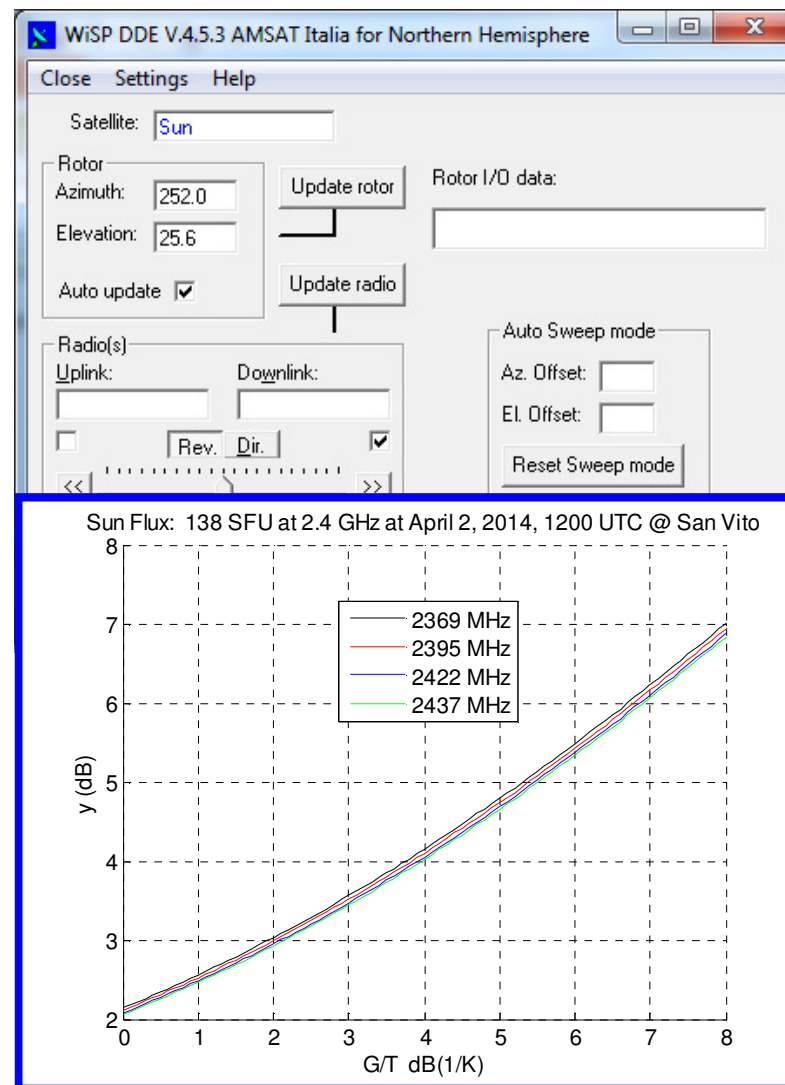 WiSP DDE V.4.5.3 AMSAT Italia for Northern Hemisphere
Close Settings Help
Satellite: Sun
Rotor
Azimuth: 252.0
Elevation: 25.6
Auto update
Update rotor
Update radio
Rotor I/O data:
Radio(s)
Uplink:
Downlink:
Rev. Dir.
<< >>
Auto Sweep mode
Az. Offset:
El. Offset:
Reset Sweep mode
Sun Flux: 138 SFU at 2.4 GHz at April 2, 2014, 1200 UTC @ San Vito
8
7
6
5
4
3
2
y (dB)
2369 MHz
2395 MHz
2422 MHz
2437 MHz
0 1 2 3 4 5 6 7 8
G/T dB(1/K)